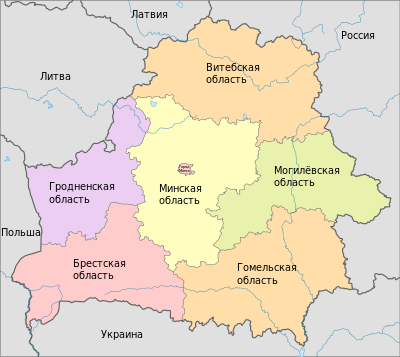 Латвия
Россия
Литва
Витебская
область
Могилёвская
область
Гродненская
область
Минская
область
Польша
Брестская
область
Гомельская
область
Украина